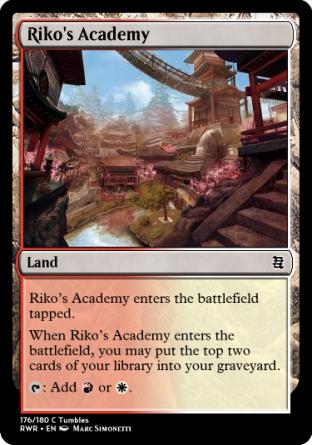 Riko's Academy
Land
Riko's Academy enters the battlefield
tapped.
When Riko's Academy enters the
battlefield, you may put the top two
cards of your library into your graveyard.
: Add or .
176/180 C Tumbles
RWR • EN Marc Simonetti